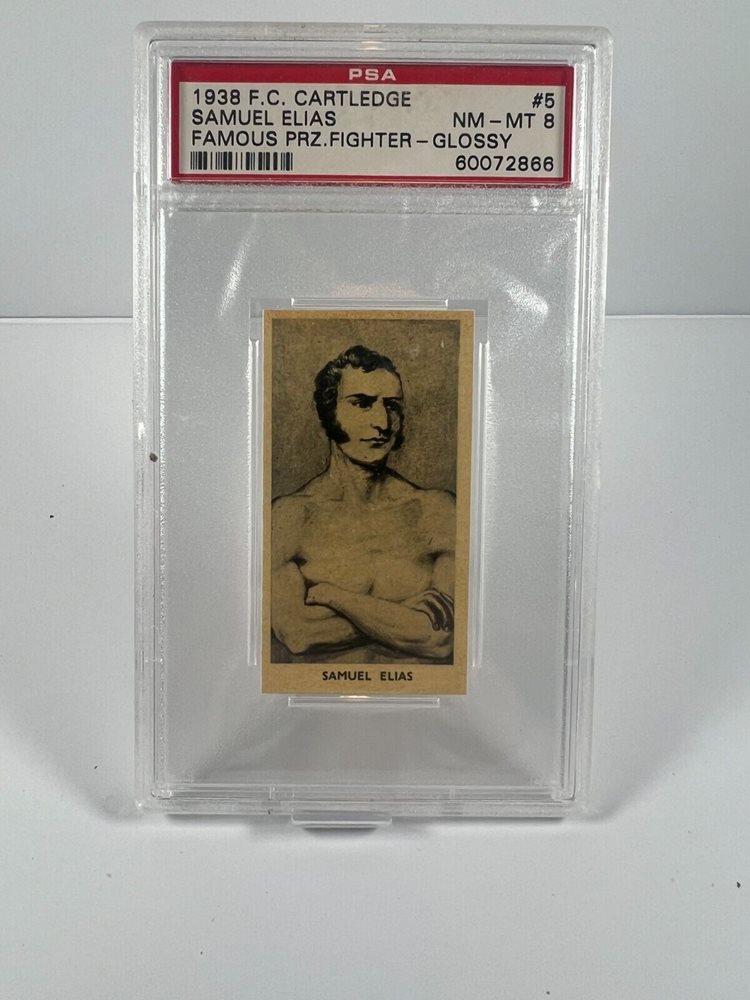 PSA
1938 F.C. CARTLEDGE #5
SAMUEL ELIAS NM - MT 8
FAMOUS PRZ.FIGHTER - GLOSSY
60072866
SAMUEL ELIAS